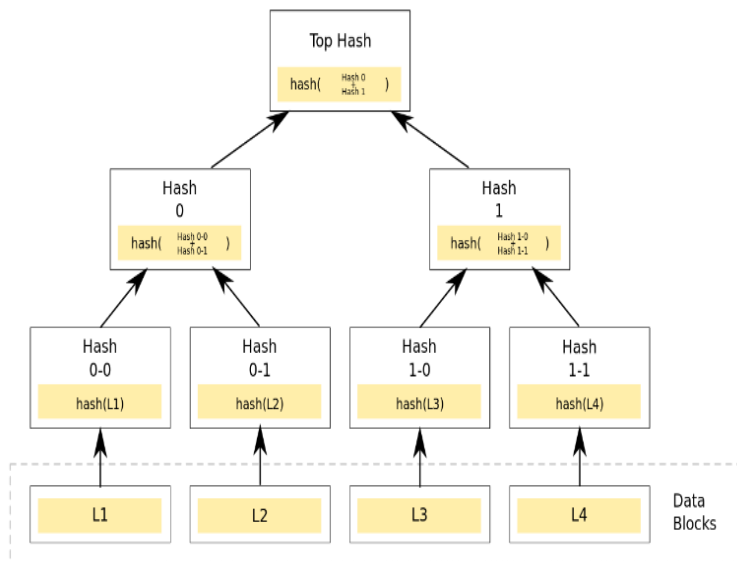 Top Hash
hash( Hash 0 + Hash 1 )
Hash
0
hash( Hash 0-0 + Hash 0-1 )
Hash
1
hash( Hash 1-0 + Hash 1-1 )
Hash
0-0
hash(L1)
Hash
0-1
hash(L2)
Hash
1-0
hash(L3)
Hash
1-1
hash(L4)
L1
L2
L3
L4
Data
Blocks